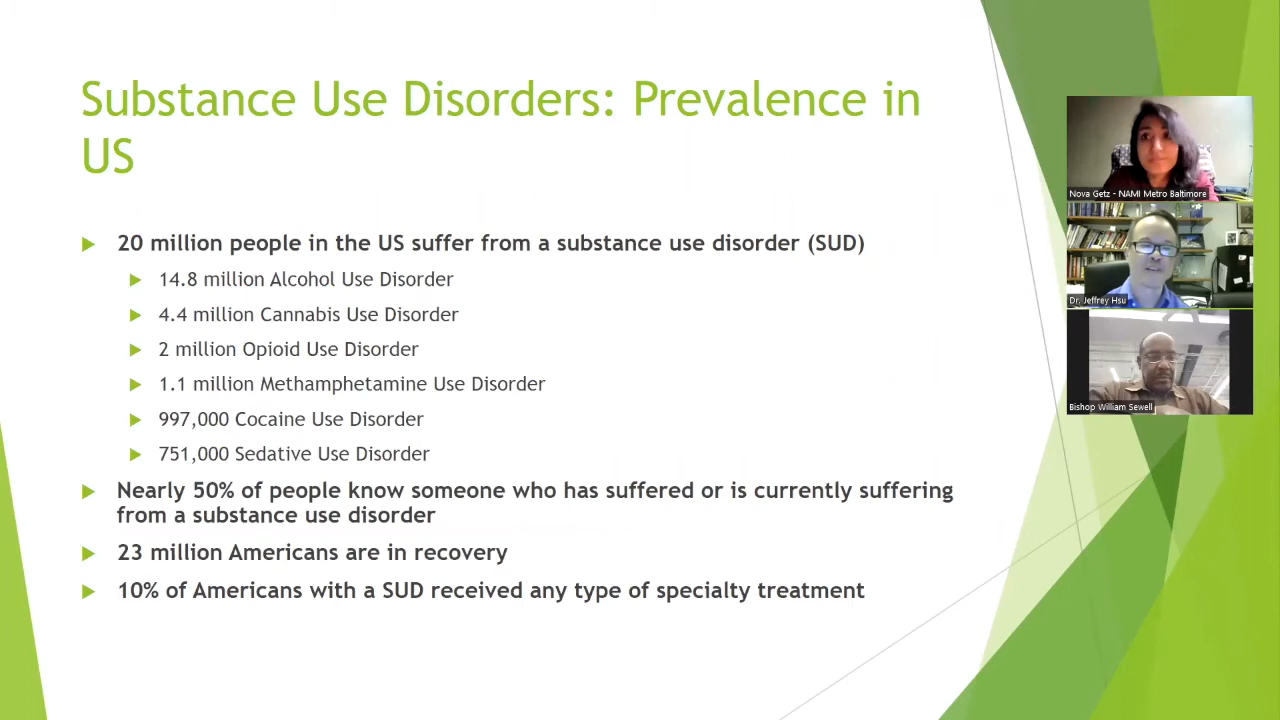 Substance Use Disorders: Prevalence in
US
20 million people in the US suffer from a substance use disorder (SUD)
14.8 million Alcohol Use Disorder
4.4 million Cannabis Use Disorder
2 million Opioid Use Disorder
1.1 million Methamphetamine Use Disorder
997,000 Cocaine Use Disorder
751,000 Sedative Use Disorder
Nearly 50% of people know someone who has suffered or is currently suffering
from a substance use disorder
23 million Americans are in recovery
10% of Americans with a SUD received any type of specialty treatment
Nova Getz - NAMI Metro Baltimore
Dr. Jeffrey Hsu
Bishop William Sewell